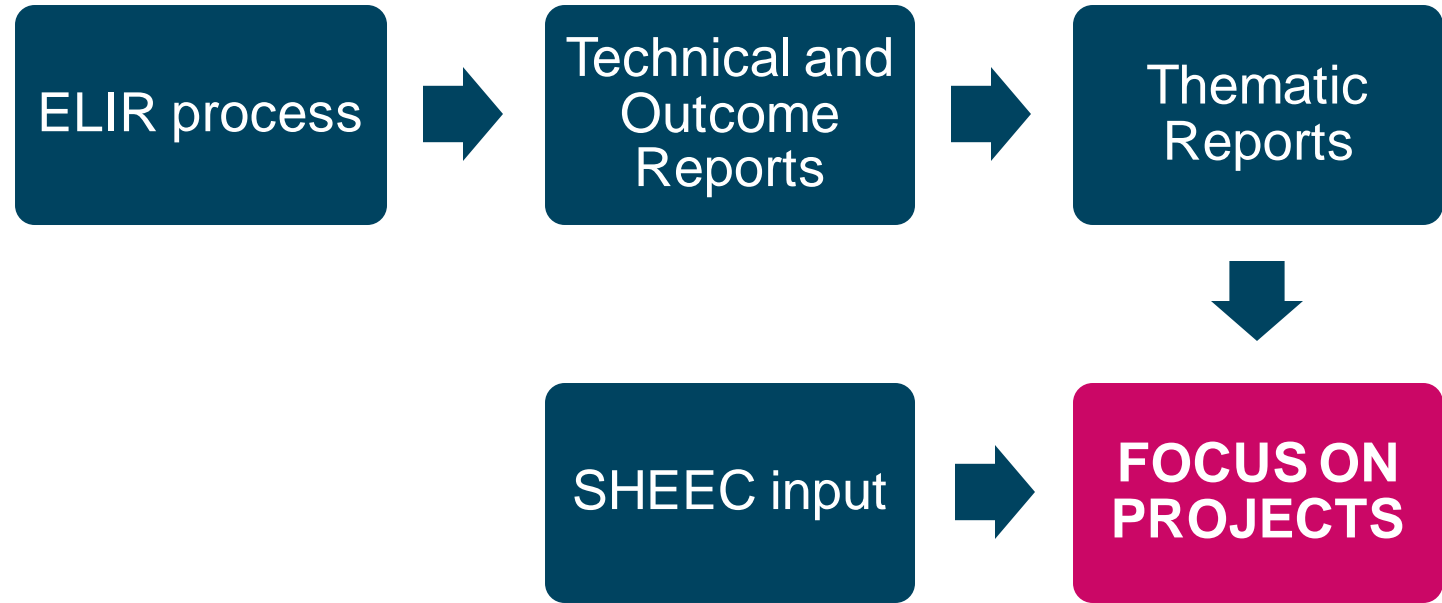 ELIR process
Technical and
Outcome
Reports
Thematic
Reports
SHEEC input
FOCUS ON
PROJECTS